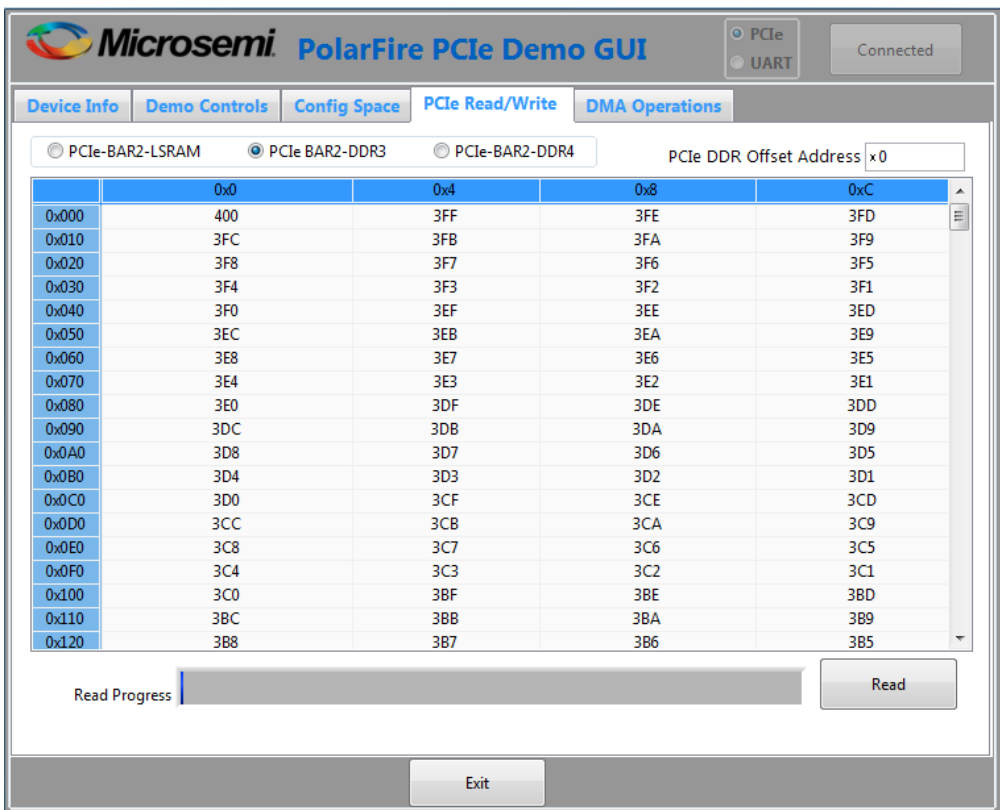 Microsemi. PolarFire PCIe Demo GUI PCIe UART Connected
Device Info Demo Controls Config Space PCIe Read/Write DMA Operations
PCIe-BAR2-LSRAM PCIe BAR2-DDR3 PCIe-BAR2-DDR4 PCIe DDR Offset Address x0
0x0 0x4 0x8 0xC
0x000 400 3FF 3FE 3FD
0x010 3FC 3FB 3FA 3F9
0x020 3F8 3F7 3F6 3F5
0x030 3F4 3F3 3F2 3F1
0x040 3F0 3EF 3EE 3ED
0x050 3EC 3EB 3EA 3E9
0x060 3E8 3E7 3E6 3E5
0x070 3E4 3E3 3E2 3E1
0x080 3E0 3DF 3DE 3DD
0x090 3DC 3DB 3DA 3D9
0x0A0 3D8 3D7 3D6 3D5
0x0B0 3D4 3D3 3D2 3D1
0x0C0 3D0 3CF 3CE 3CD
0x0D0 3CC 3CB 3CA 3C9
0x0E0 3C8 3C7 3C6 3C5
0x0F0 3C4 3C3 3C2 3C1
0x100 3C0 3BF 3BE 3BD
0x110 3BC 3BB 3BA 3B9
0x120 3B8 3B7 3B6 3B5
Read Progress Read
Exit